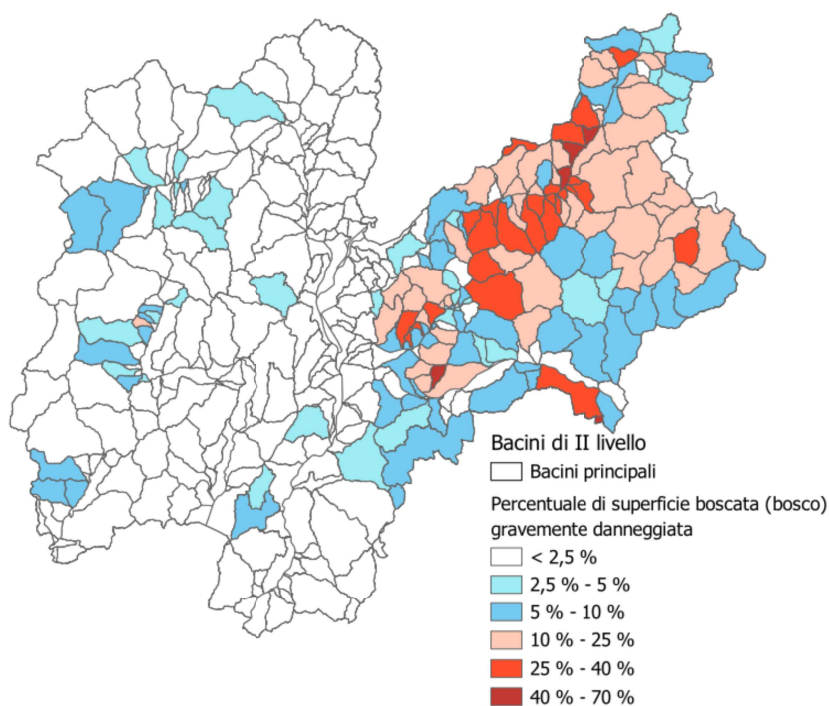 Bacini di II livello
Bacini principali
Percentuale di superficie boscata (bosco)
gravemente danneggiata
< 2,5 %
2,5 % - 5 %
5 % - 10 %
10 % - 25 %
25 % - 40 %
40 % - 70 %